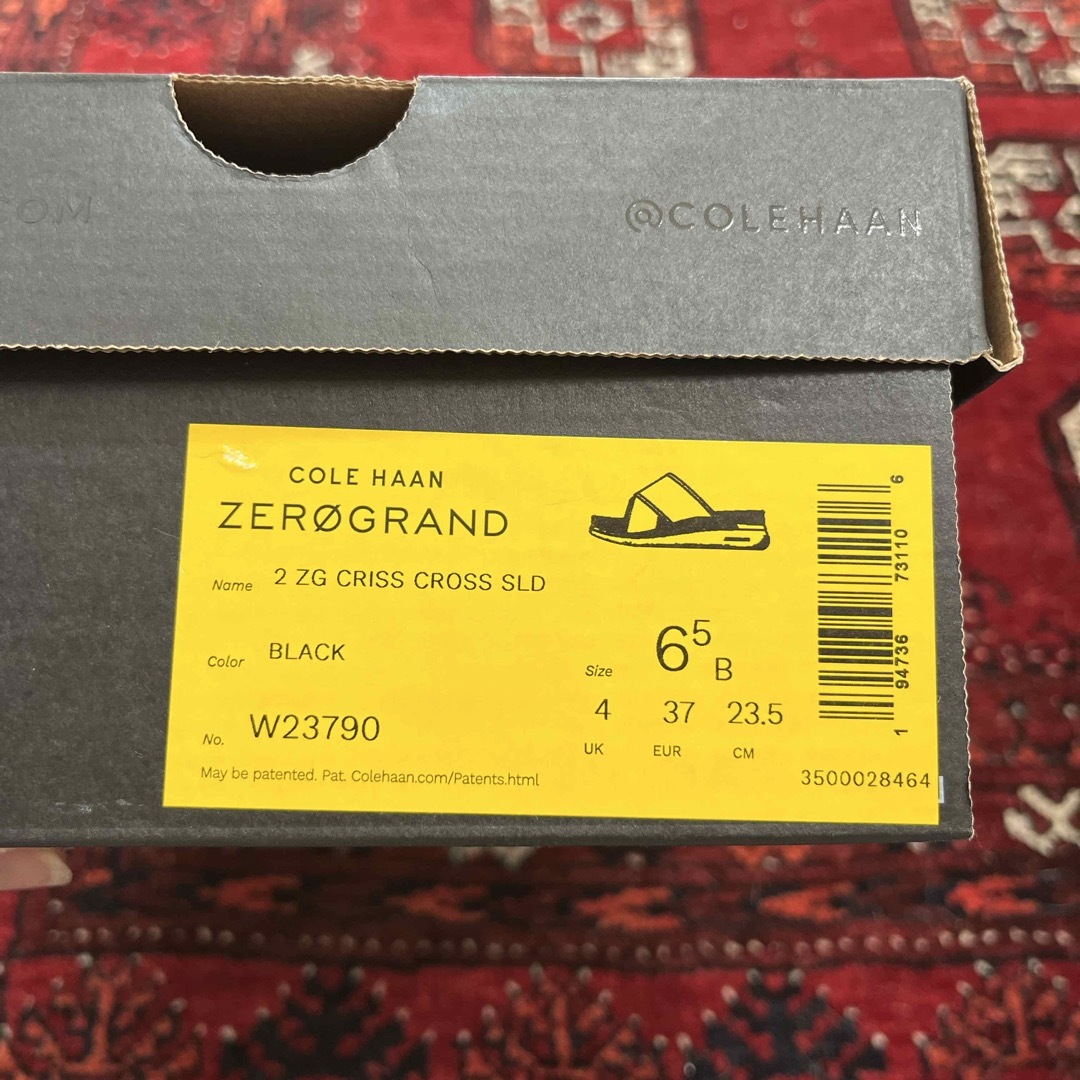 COM
@COLEHAAN
COLE HAAN
ZERØGRAND
Name 2 ZG CRISS CROSS SLD
Color BLACK
No. W23790
May be patented. Pat. Colehaan.com/Patents.html
Size 6⁵ B
4 37 23.5
UK EUR CM
1 94736 73110 6
3500028464